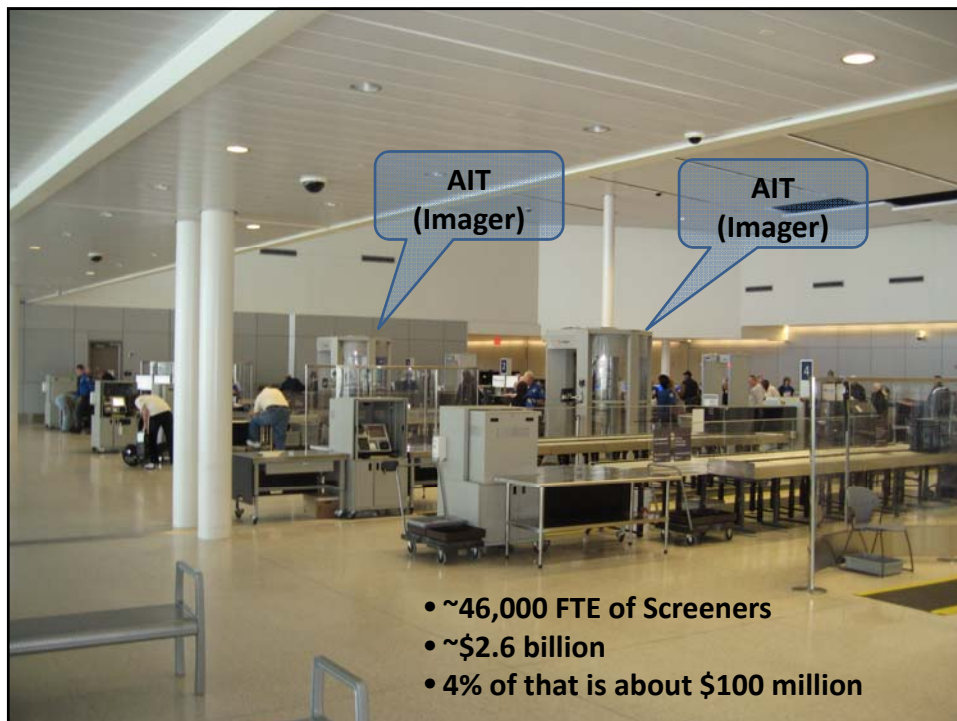 AIT
(Imager)
AIT
(Imager)
4
• ~46,000 FTE of Screeners
• ~$2.6 billion
• 4% of that is about $100 million